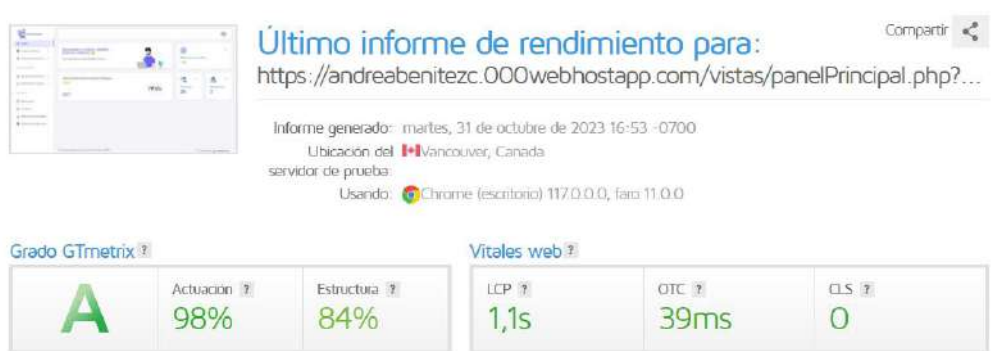 Último informe de rendimiento para:
Compartir
https://andreabenitezc.000webhostapp.com/vistas/panelPrincipal.php?...
Informe generado: martes, 31 de octubre de 2023 16:53 -0700
Ubicación del servidor de prueba: Vancouver, Canada
Usando: Chrome (escritorio) 117.0.0.0, faro 11.0.0
Grado GTmetrix ?
Vitales web ?
A
Actuación ?
98%
Estructura ?
84%
LCP ?
1,1s
OTC ?
39ms
CLS ?
0